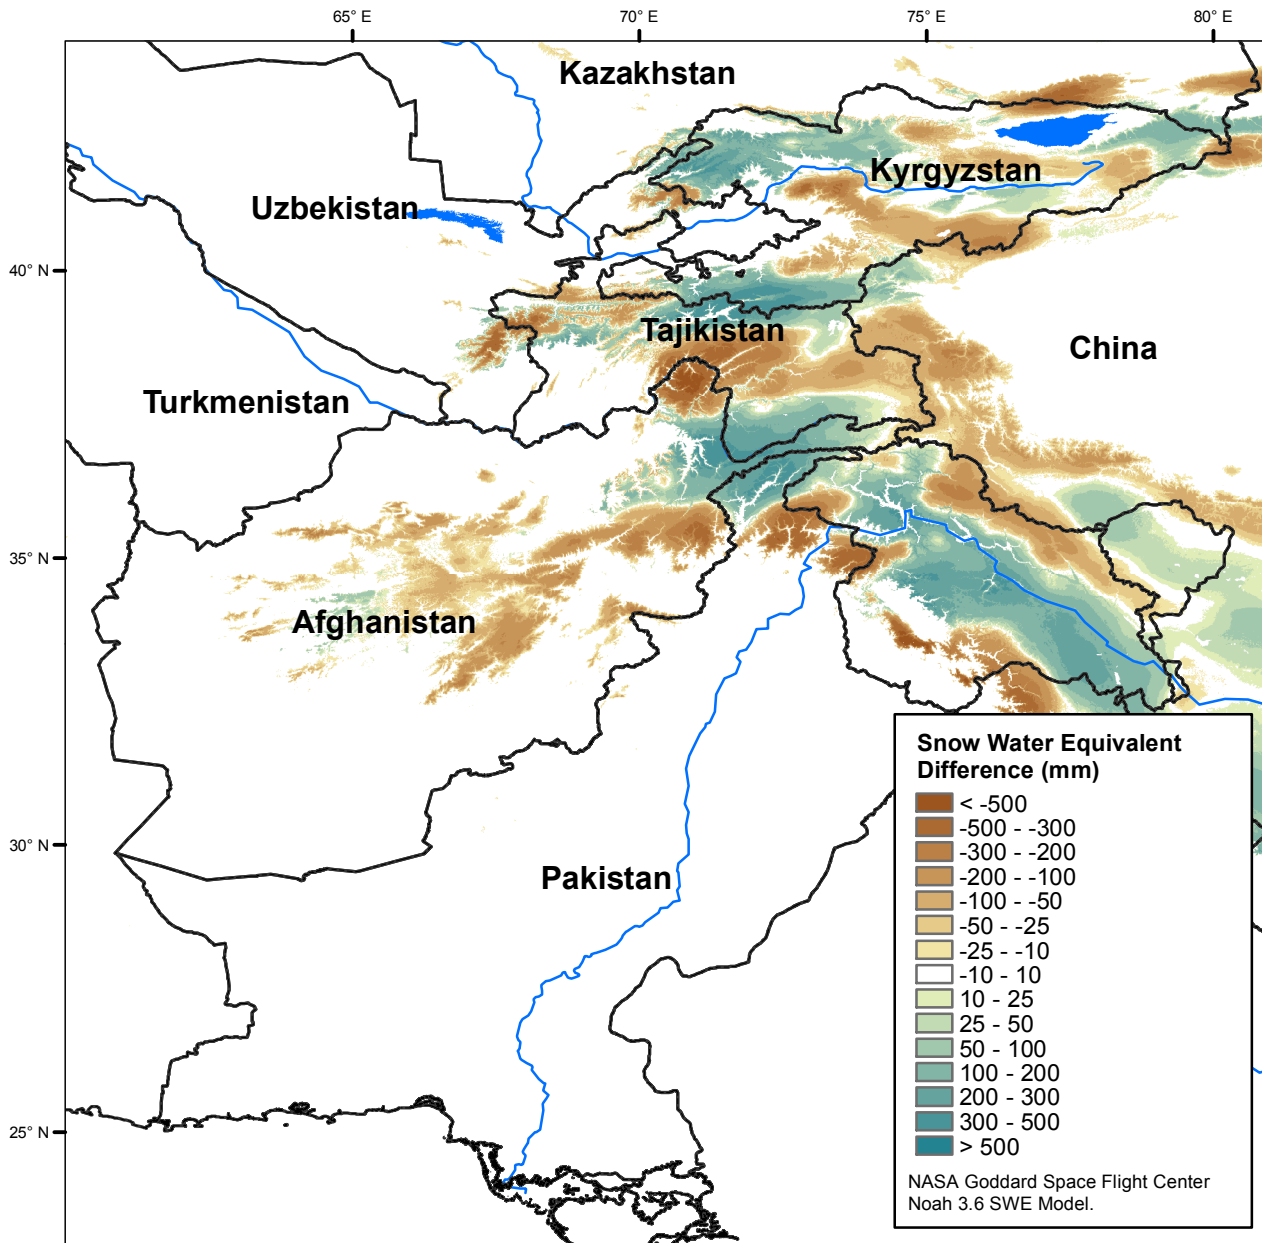 65° E
70° E
75° E
80° E
Kazakhstan
Kyrgyzstan
Uzbekistan
40° N
Tajikistan
China
Turkmenistan
35° N
Afghanistan
Snow Water Equivalent
Difference (mm)
< -500
-500 - -300
-300 - -200
-200 - -100
-100 - -50
-50 - -25
-25 - -10
-10 - 10
10 - 25
25 - 50
50 - 100
100 - 200
200 - 300
300 - 500
> 500
30° N
Pakistan
25° N
NASA Goddard Space Flight Center
Noah 3.6 SWE Model.